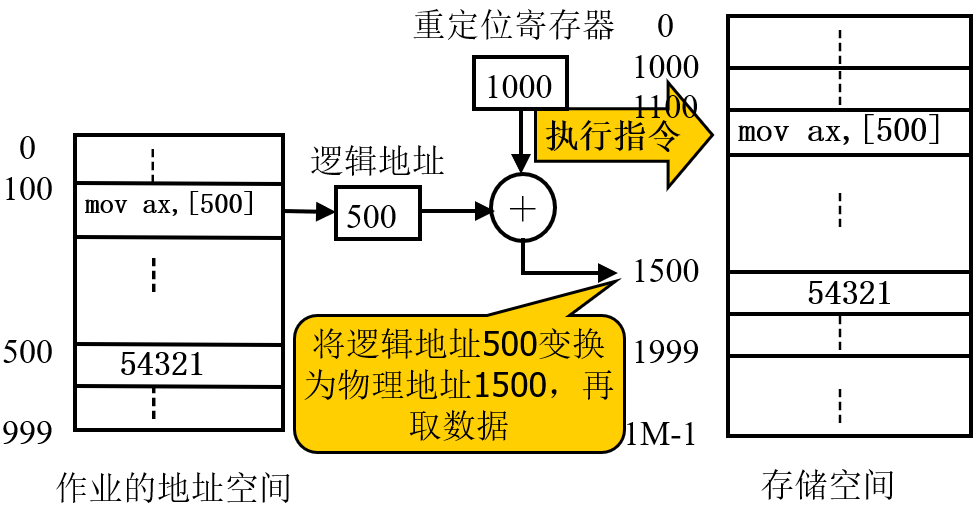 重定位寄存器
1000
逻辑地址
500
+
执行指令
0
100
500
999
mov ax,[500]
54321
作业的地址空间
将逻辑地址500变换
为物理地址1500，再
取数据
0
1000
1100
1500
1999
1M-1
mov ax,[500]
54321
存储空间